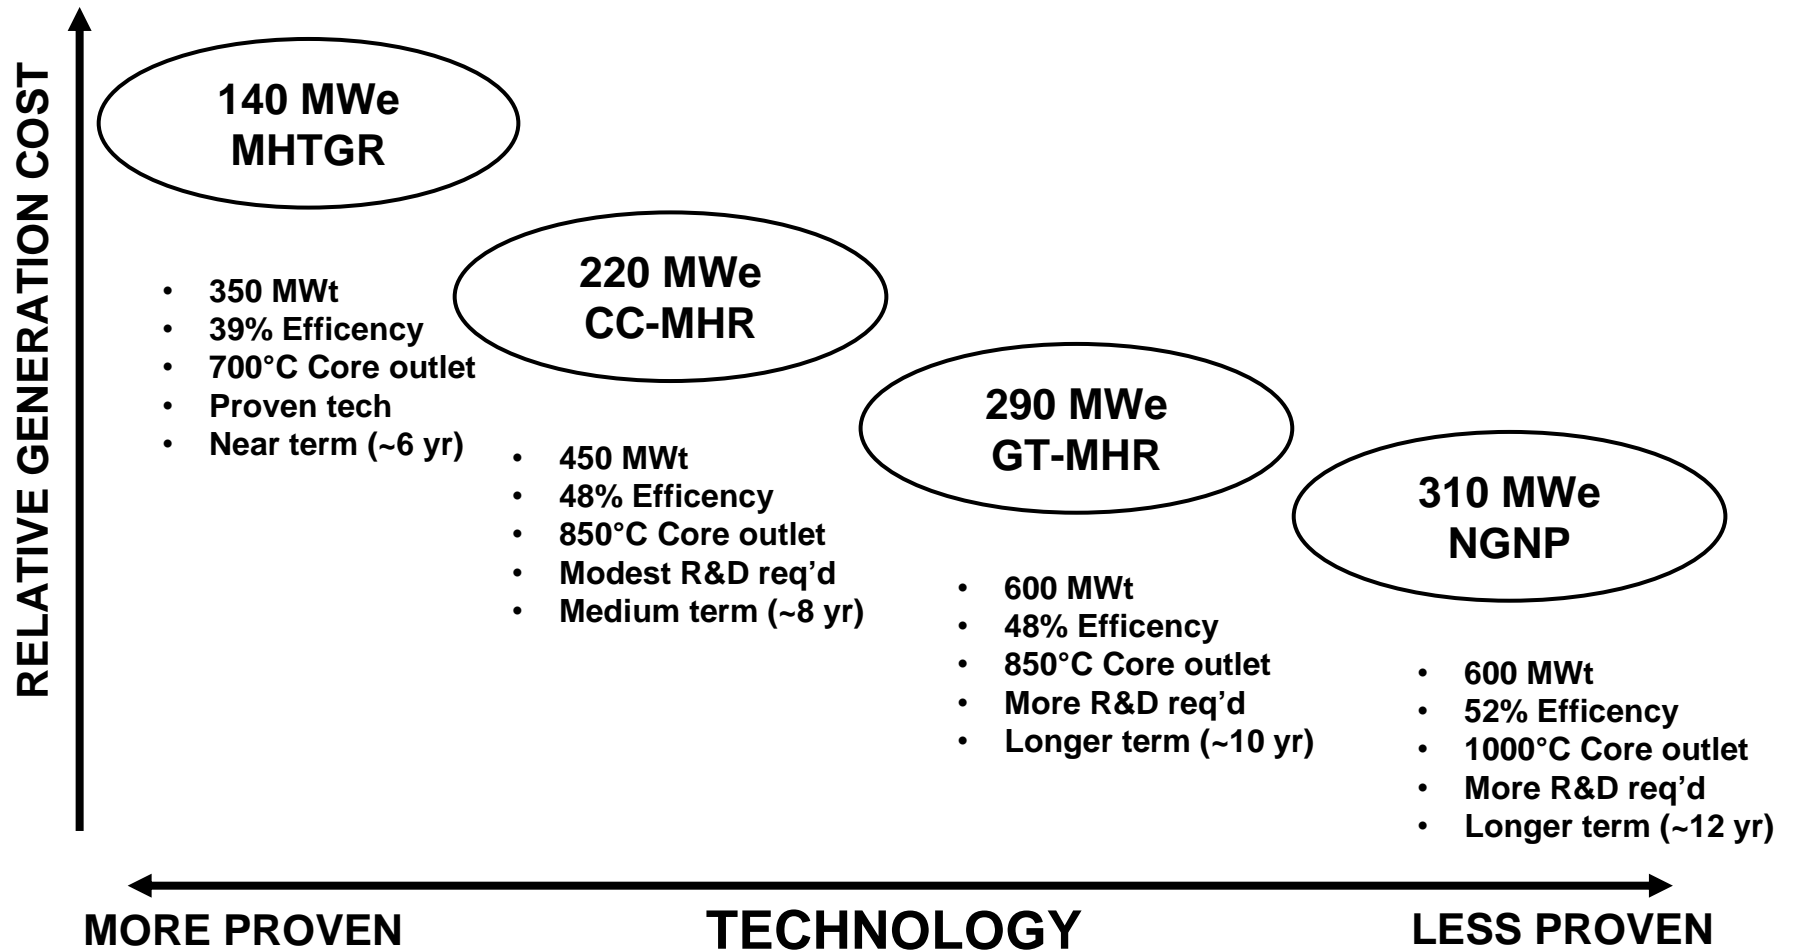 RELATIVE GENERATION COST
140 MWe
MHTGR
• 350 MWt
• 39% Efficency
• 700°C Core outlet
• Proven tech
• Near term (~6 yr)
220 MWe
CC-MHR
• 450 MWt
• 48% Efficency
• 850°C Core outlet
• Modest R&D req’d
• Medium term (~8 yr)
290 MWe
GT-MHR
• 600 MWt
• 48% Efficency
• 850°C Core outlet
• More R&D req’d
• Longer term (~10 yr)
310 MWe
NGNP
• 600 MWt
• 52% Efficency
• 1000°C Core outlet
• More R&D req’d
• Longer term (~12 yr)
MORE PROVEN
TECHNOLOGY
LESS PROVEN